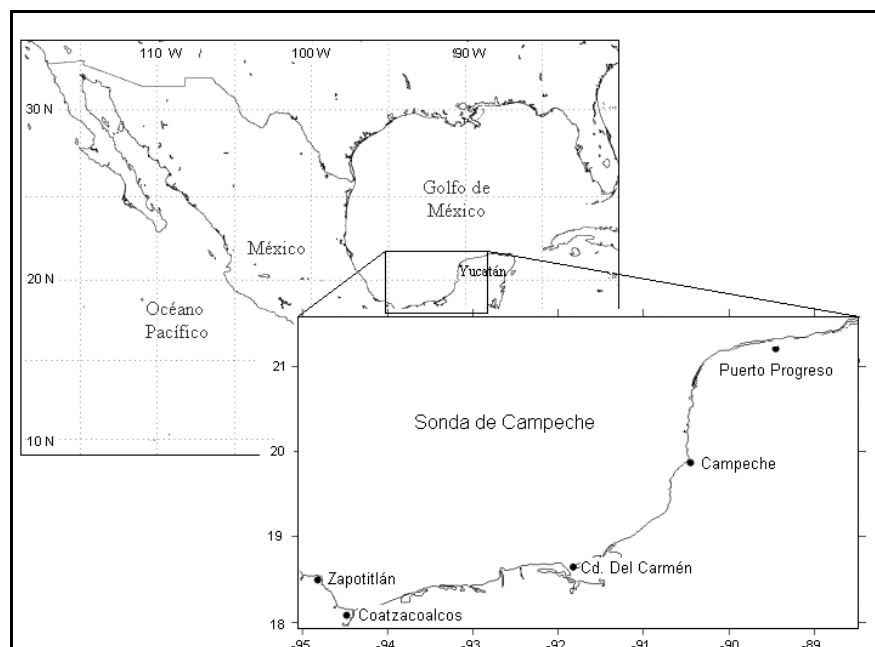 110 W /
100 W
90 W
30 N
Golfo de
México
México
Yucatán
20 N
Océano
Pacífico
10 N
21
Puerto Progreso
Sonda de Campeche
20
Campeche
19
Cd. Del Carmén
Zapotitlán
Coatzacoalcos
18
-95
-94
-93
-92
-91
-90
-89